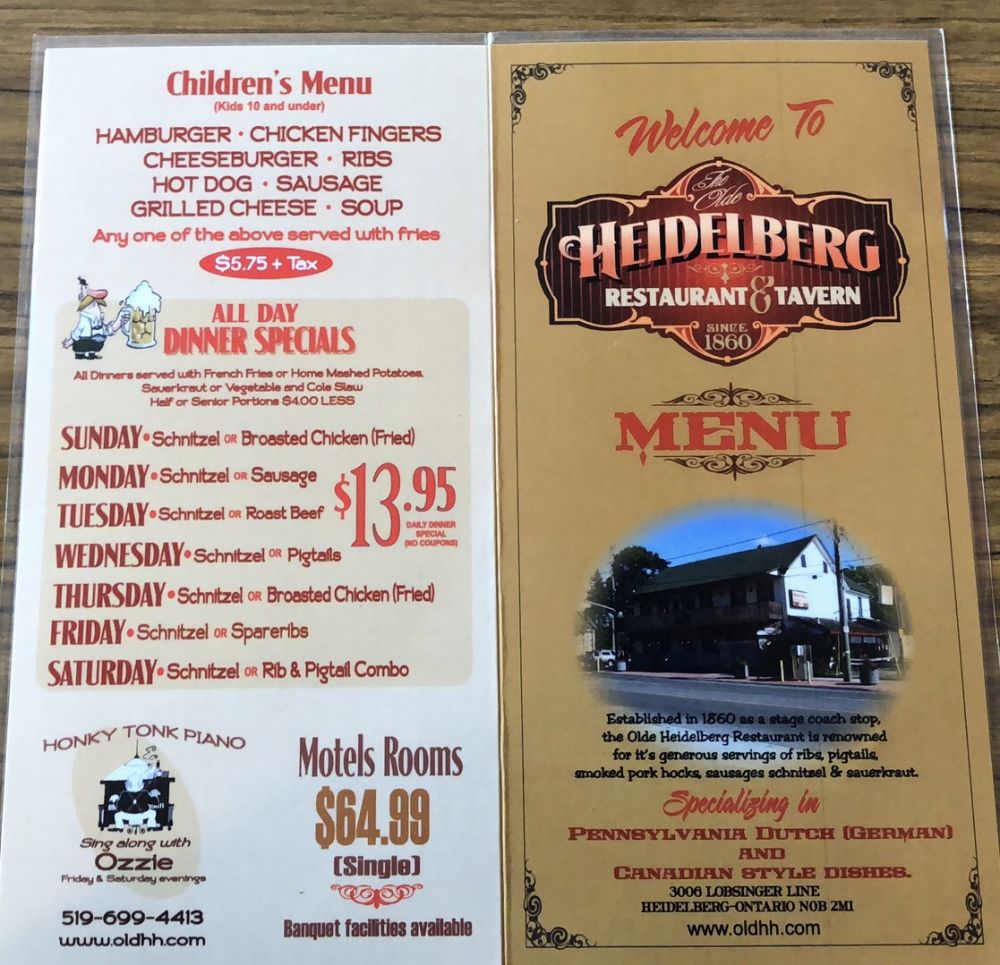 Children's Menu
(Kids 10 and under)
HAMBURGER • CHICKEN FINGERS
CHEESEBURGER • RIBS
HOT DOG • SAUSAGE
GRILLED CHEESE • SOUP
Any one of the above served with fries
$5.75 + Tax
ALL DAY
DINNER SPECIALS
All Dinners served with French Fries or Home Mashed Potatoes,
Sauerkraut or Vegetable and Cole Slaw
Half or Senior Portions $4.00 LESS
SUNDAY • Schnitzel OR Broasted Chicken (Fried)
MONDAY • Schnitzel OR Sausage
TUESDAY • Schnitzel OR Roast Beef
WEDNESDAY • Schnitzel OR Pigtails
THURSDAY • Schnitzel OR Broasted Chicken (Fried)
FRIDAY • Schnitzel OR Spareribs
SATURDAY • Schnitzel OR Rib & Pigtail Combo
$13.95
DAILY DINNER
SPECIAL
(NO COUPONS)
HONKY TONK PIANO
Sing along with
Ozzie
Friday & Saturday evenings
519-699-4413
www.oldhh.com
Motels Rooms
$64.99
(Single)
Banquet facilities available
Welcome To
The
Olde
HEIDELBERG
RESTAURANT & TAVERN
SINCE
1860
MENU
Established in 1860 as a stage coach stop,
the Olde Heidelberg Restaurant is renowned
for it's generous servings of ribs, pigtails,
smoked pork hocks, sausages schnitzel & sauerkraut.
Specializing in
PENNSYLVANIA DUTCH (GERMAN)
AND
CANADIAN STYLE DISHES.
3006 LOBSINGER LINE
HEIDELBERG-ONTARIO N0B 2M1
www.oldhh.com